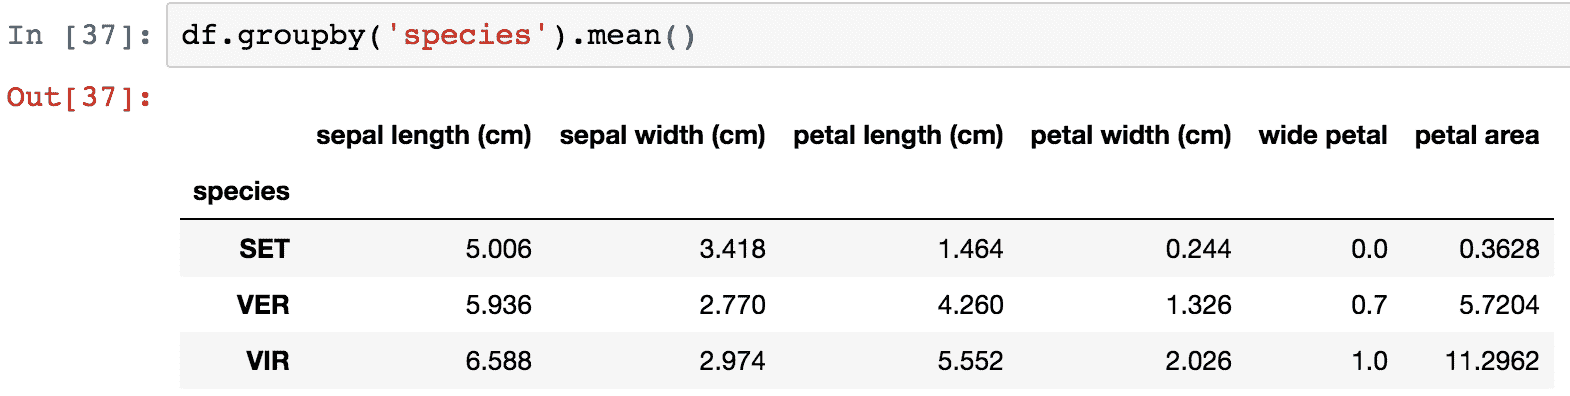 In [37]: df.groupby('species').mean()
Out[37]:
sepal length (cm) sepal width (cm) petal length (cm) petal width (cm) wide petal petal area
species
SET 5.006 3.418 1.464 0.244 0.0 0.3628
VER 5.936 2.770 4.260 1.326 0.7 5.7204
VIR 6.588 2.974 5.552 2.026 1.0 11.2962